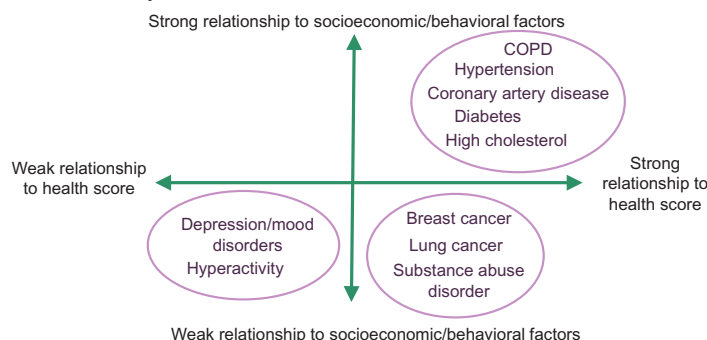 Strong relationship to socioeconomic/behavioral factors
COPD
Hypertension
Coronary artery disease
Diabetes
High cholesterol
Weak relationship
to health score
Strong
relationship to
health score
Depression/mood
disorders
Hyperactivity
Breast cancer
Lung cancer
Substance abuse
disorder
Weak relationship to socioeconomic/behavioral factors